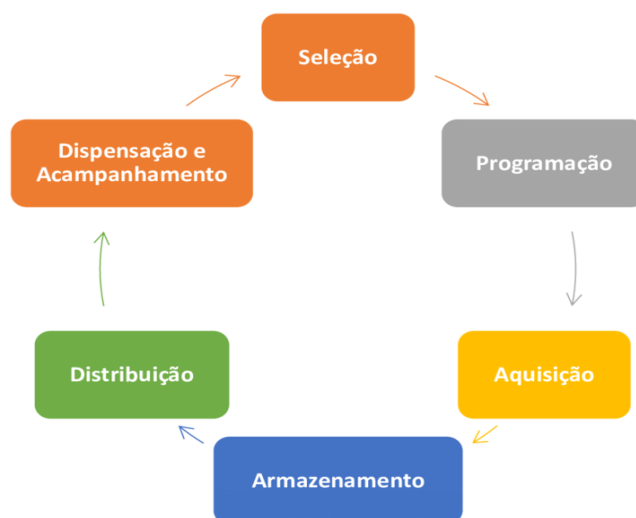 Seleção
Programação
Aquisição
Armazenamento
Distribuição
Dispensação e
Acampanhamento